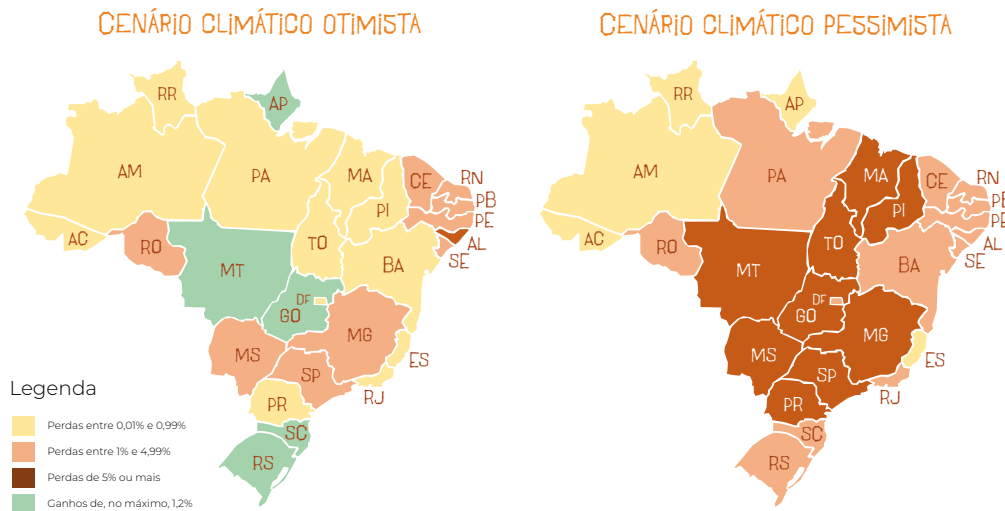 CENÁRIO CLIMÁTICO OTIMISTA
RR
AP
AM
PA
MA
CE
RN
PB
PI
PE
AC
RO
TO
AL
SE
MT
BA
DF
GO
MG
MS
ES
SP
RJ
PR
SC
RS
CENÁRIO CLIMÁTICO PESSIMISTA
RR
AP
AM
PA
MA
CE
RN
PB
PI
PE
AC
RO
TO
AL
SE
MT
BA
DF
GO
MG
MS
ES
SP
RJ
PR
SC
RS
Legenda
Perdas entre 0,01% e 0,99%
Perdas entre 1% e 4,99%
Perdas de 5% ou mais
Ganhos de, no máximo, 1,2%